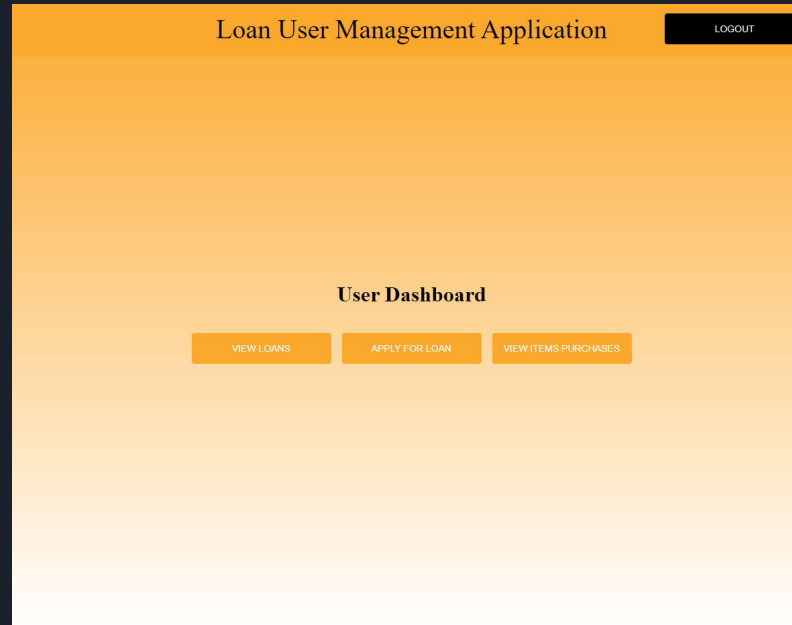 Loan User Management Application
LOGOUT
User Dashboard
VIEW LOANS
APPLY FOR LOAN
VIEW ITEMS PURCHASES